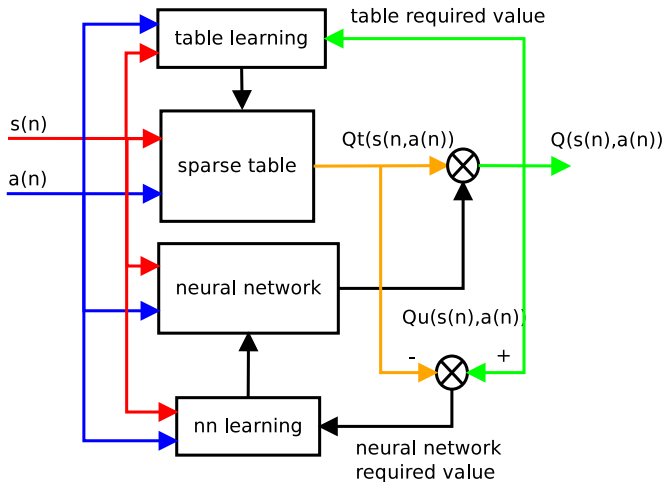 table required value
table learning
s(n)
Qt(s(n,a(n))
Q(s(n),a(n))
sparse table
a(n)
neural network
Qu(s(n),a(n))
-
+
nn learning
neural network
required value